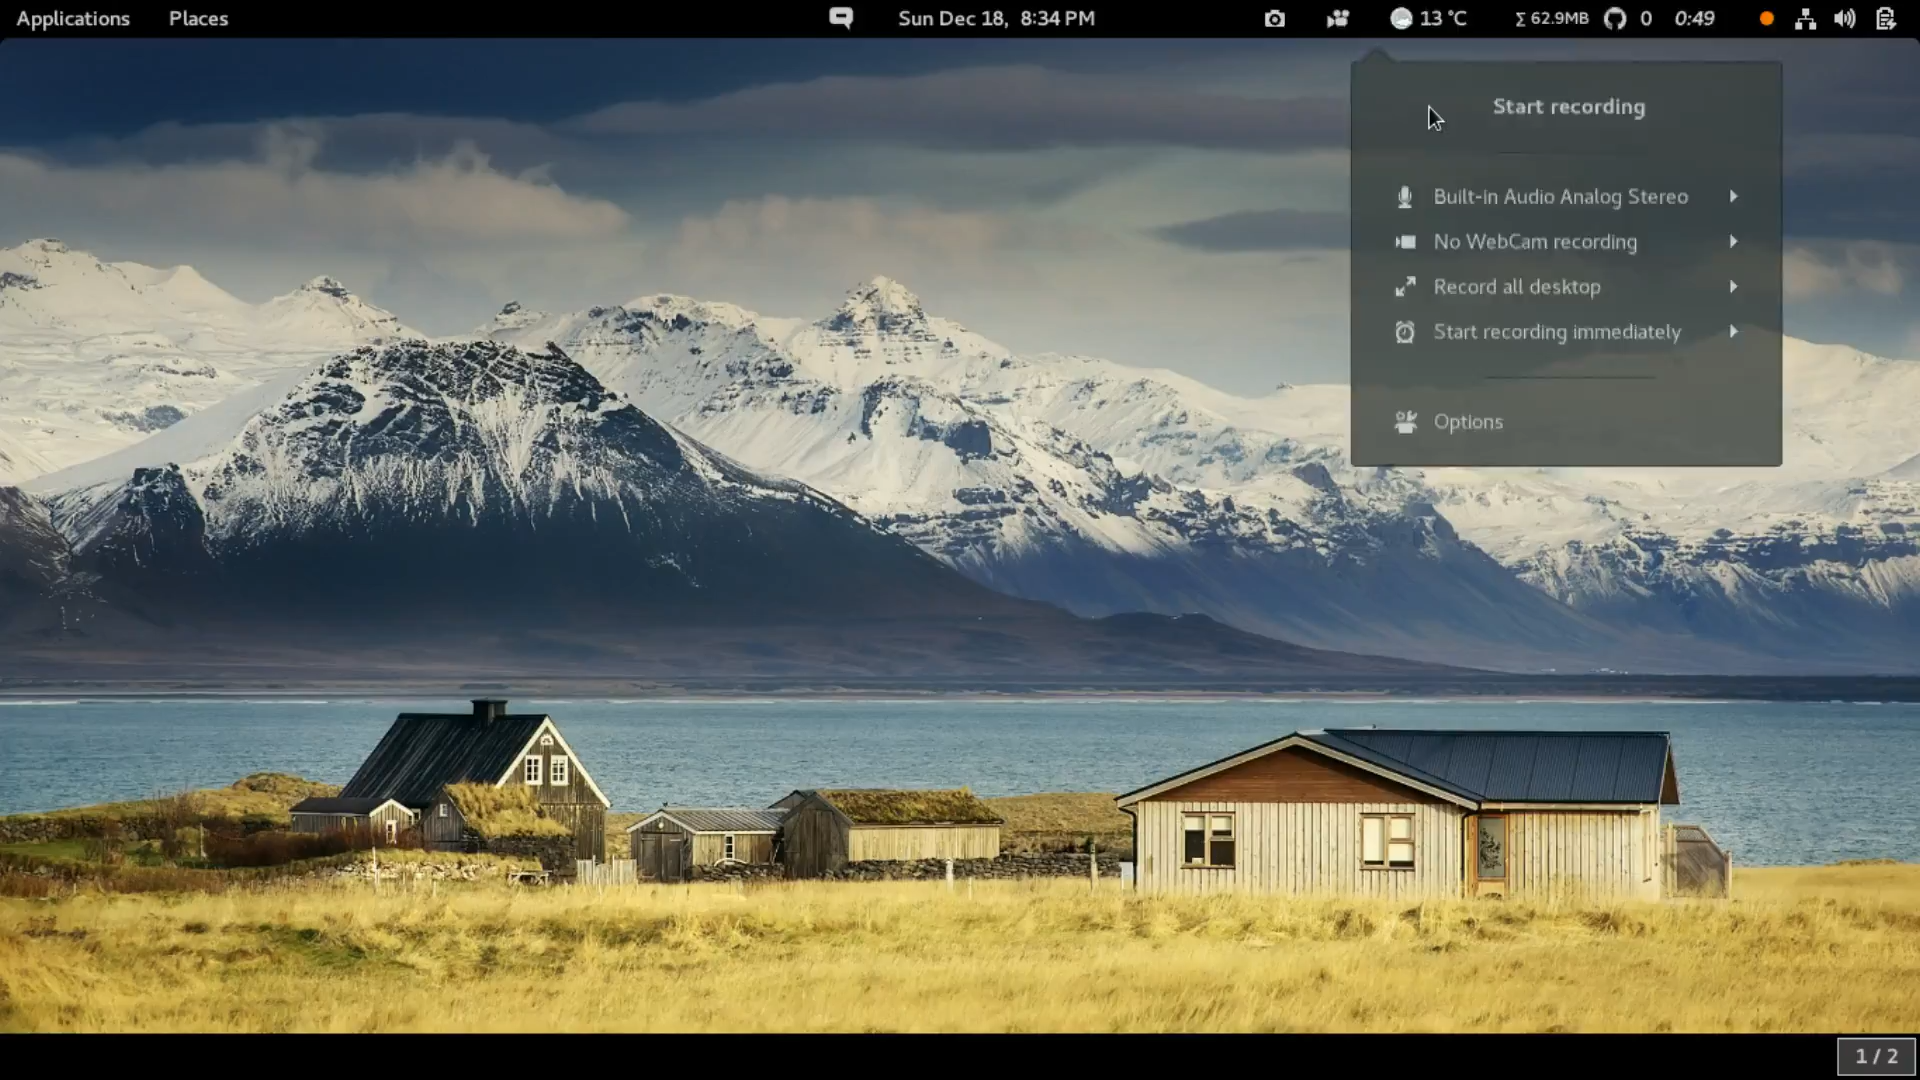 Applications Places Sun Dec 18, 8:34 PM 13 °C Σ 62.9MB 0 0:49
Start recording
Built-in Audio Analog Stereo
No WebCam recording
Record all desktop
Start recording immediately
Options
1 / 2